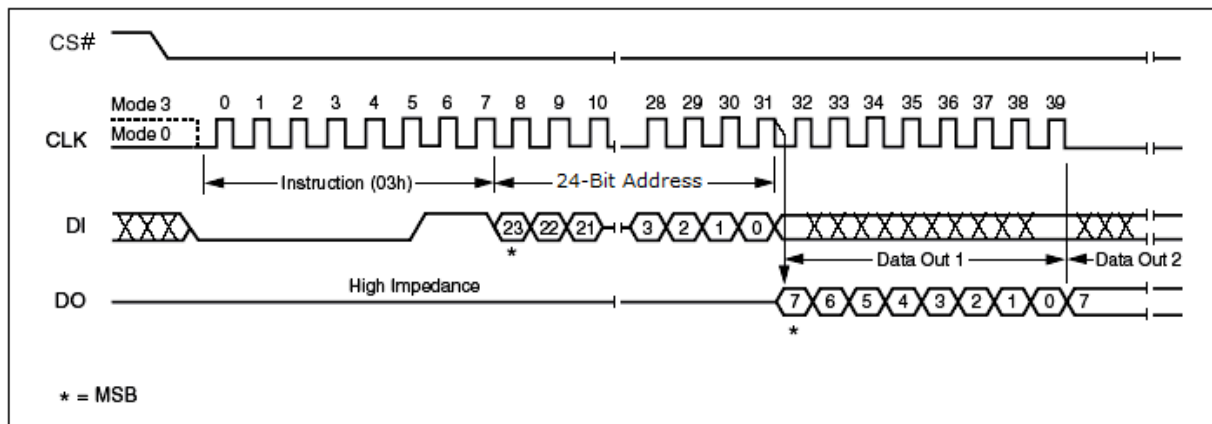 CS#
Mode 3 0 1 2 3 4 5 6 7 8 9 10 28 29 30 31 32 33 34 35 36 37 38 39
CLK Mode 0
Instruction (03h) 24-Bit Address
DI 23 22 21 3 2 1 0
*
Data Out 1 Data Out 2
High Impedance
DO 7 6 5 4 3 2 1 0 7
*
* = MSB